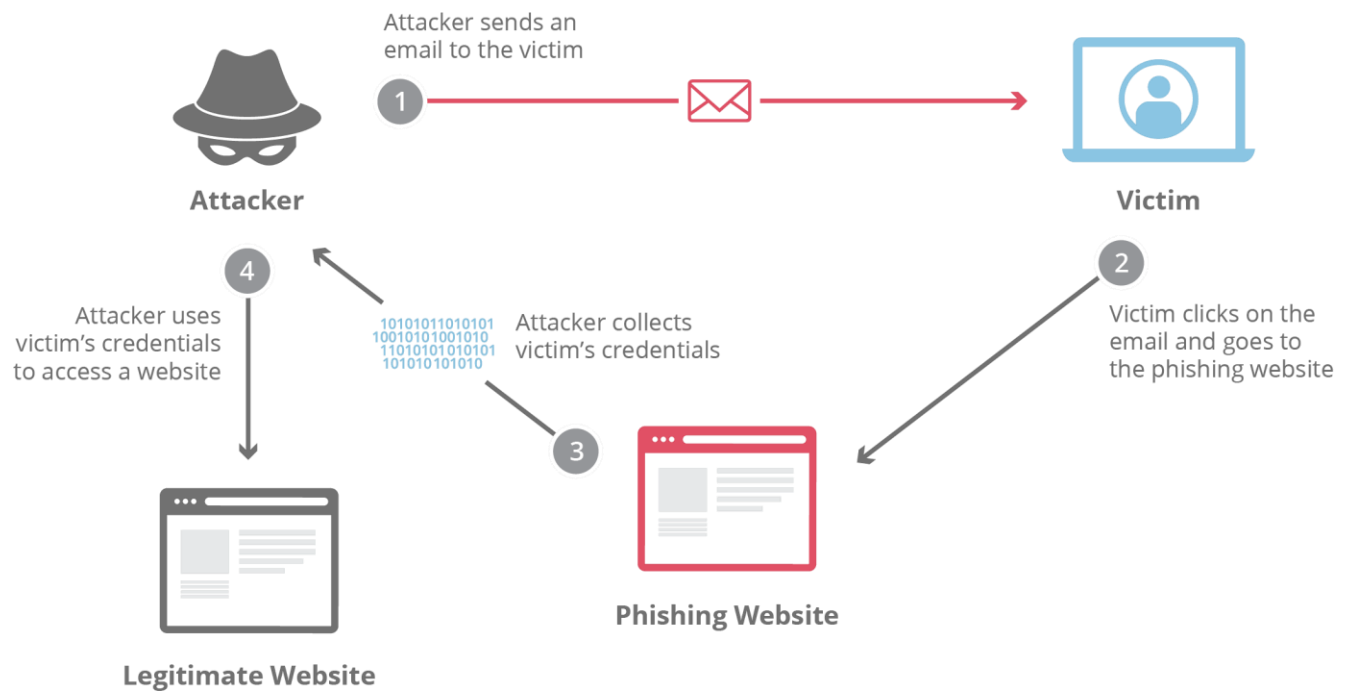 Attacker sends an
email to the victim
1
Attacker
Victim
4
2
Attacker uses
victim’s credentials
to access a website
10101011010101
10010101001010
11010101010101
101010101010
Attacker collects
victim’s credentials
Victim clicks on the
email and goes to
the phishing website
3
Phishing Website
Legitimate Website